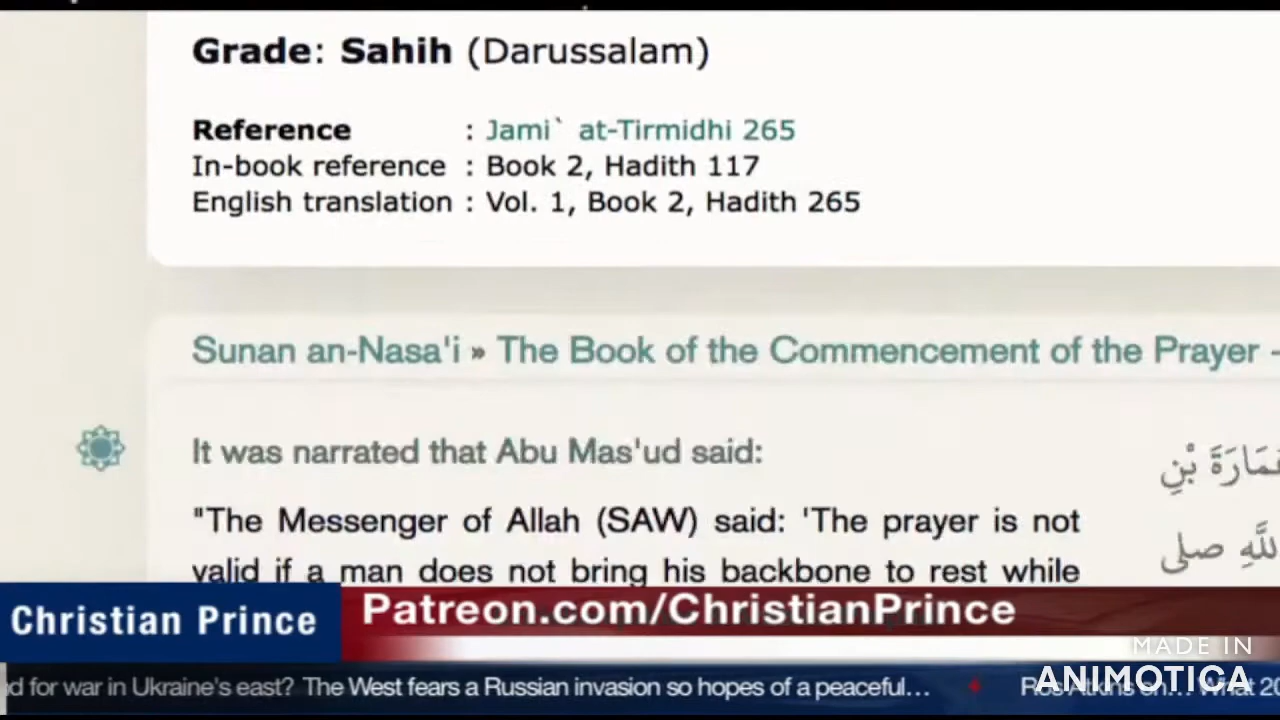 Grade: Sahih (Darussalam)
Reference : Jami` at-Tirmidhi 265
In-book reference : Book 2, Hadith 117
English translation : Vol. 1, Book 2, Hadith 265
Sunan an-Nasa'i » The Book of the Commencement of the Prayer -
It was narrated that Abu Mas'ud said:
عُمَارَةَ بْنِ
"The Messenger of Allah (SAW) said: 'The prayer is not
للَّهِ صلى
valid if a man does not bring his backbone to rest while
Christian Prince
Patreon.com/ChristianPrince
MADE IN
ANIMOTICA
d for war in Ukraine's east? The West fears a Russian invasion so hopes of a peaceful…